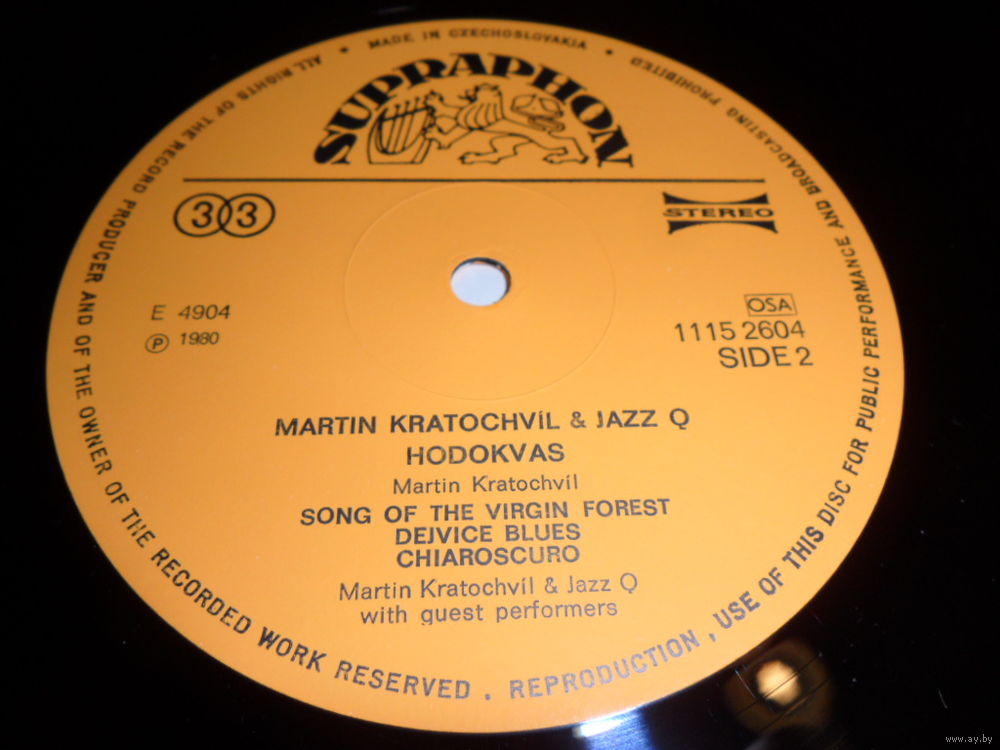 MADE IN CZECHOSLOVAKIA
SUPRAPHON
33
STEREO
E 4904
Ⓟ 1980
OSA
1115 2604
SIDE 2
MARTIN KRATOCHVíL & JAZZ Q
HODOKVAS
Martin Kratochvíl
SONG OF THE VIRGIN FOREST
DEJVICE BLUES
CHIAROSCURO
Martin Kratochvíl & Jazz Q
with guest performers
ALL RIGHTS OF THE RECORD PRODUCER AND OF THE OWNER OF THE RECORDED WORK RESERVED . REPRODUCTION , USE OF THIS DISC FOR PUBLIC PERFORMANCE AND BROADCASTING PROHIBITED
www.ay.by